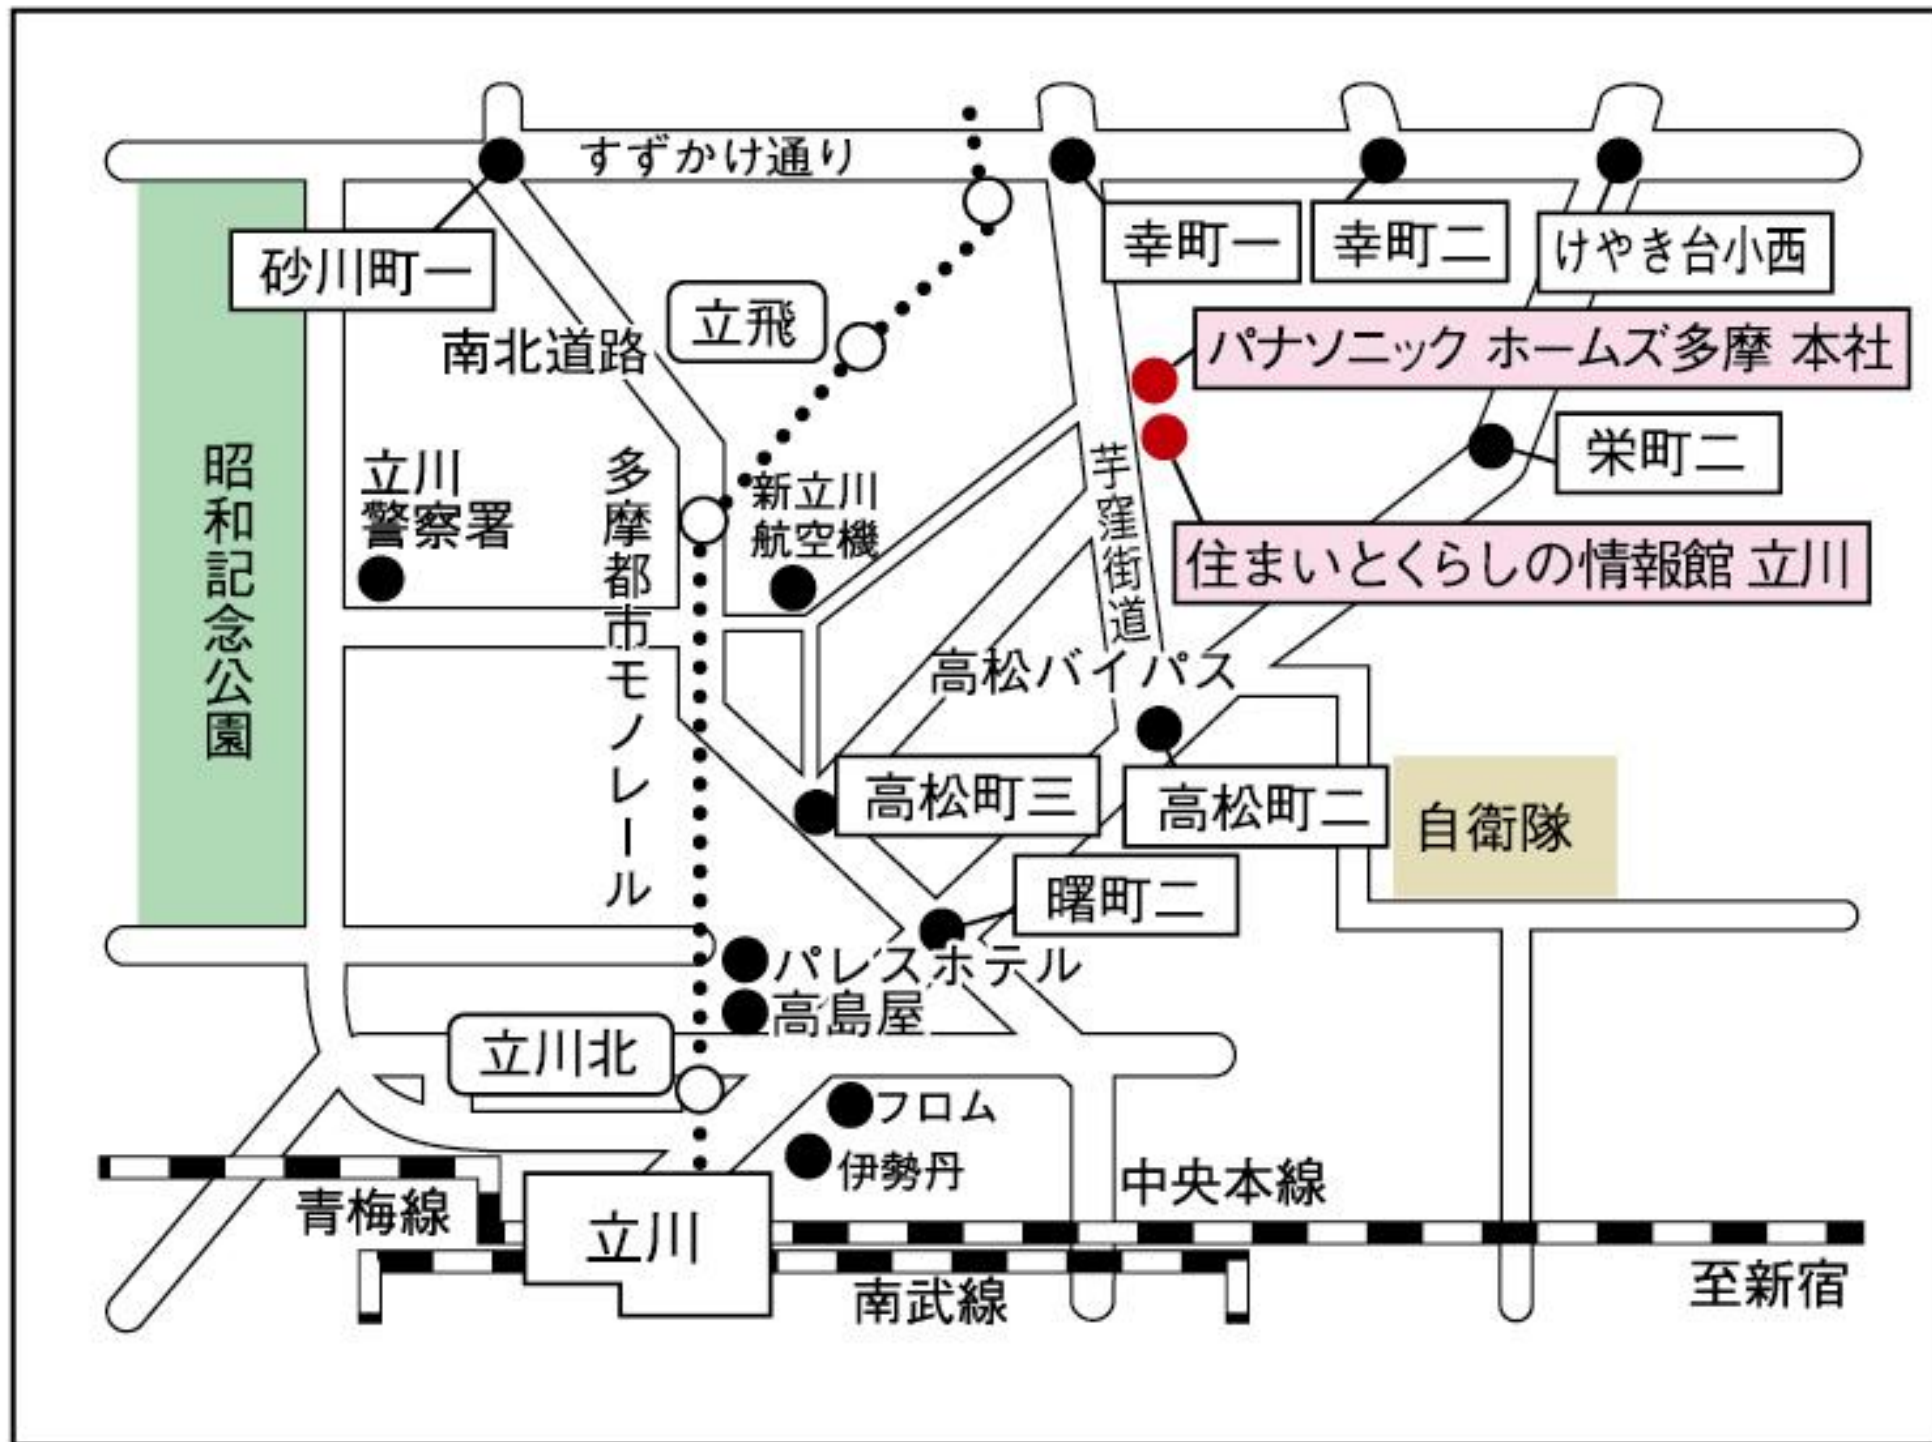 すずかけ通り
砂川町一
幸町一
幸町二
けやき台小西
立飛
南北道路
パナソニック ホームズ多摩 本社
栄町二
昭和記念公園
立川
警察署
多摩都市モノレール
新立川
航空機
芋窪街道
住まいとくらしの情報館 立川
高松バイパス
高松町三
高松町二
自衛隊
曙町二
パレスホテル
高島屋
立川北
フロム
伊勢丹
青梅線
中央本線
立川
南武線
至新宿